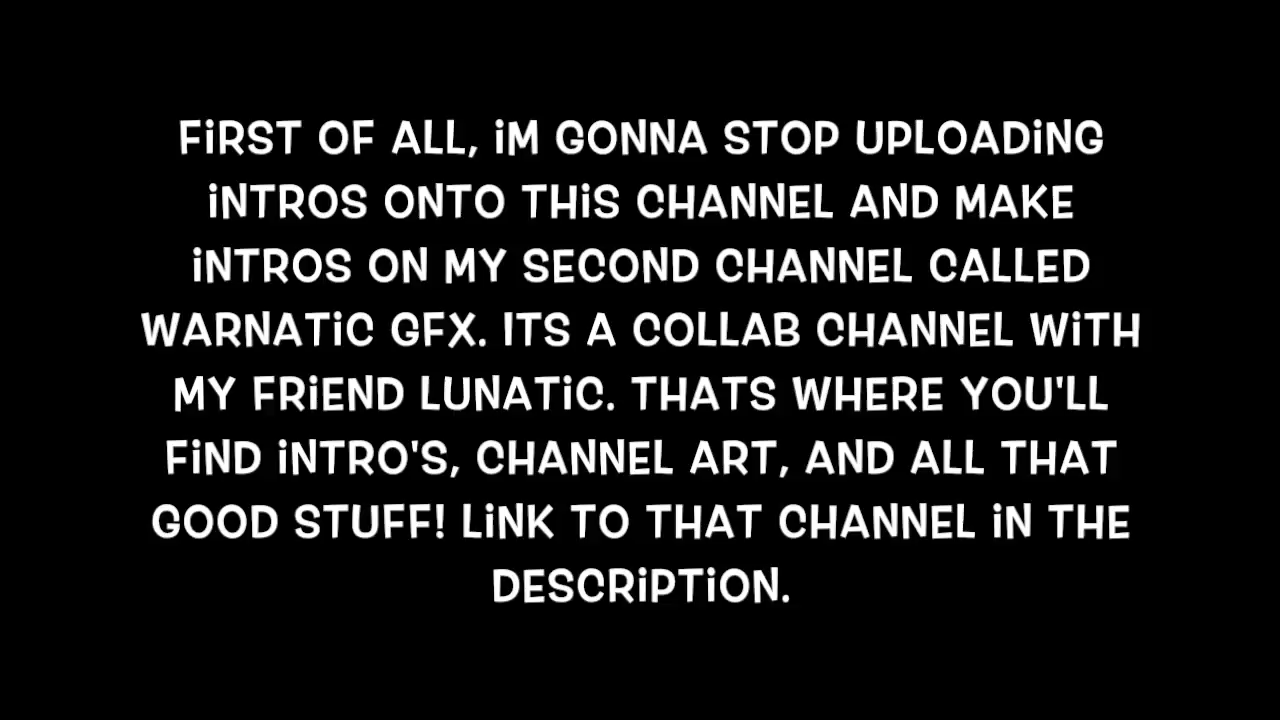 FiRST OF ALL, iM GONNA STOP UPLOADiNG
iNTROS ONTO THiS CHANNEL AND MAKE
iNTROS ON MY SECOND CHANNEL CALLED
WARNATiC GFX. ITS A COLLAB CHANNEL WiTH
MY FRiEND LUNATiC. THATS WHERE YOU'LL
FiND iNTRO'S, CHANNEL ART, AND ALL THAT
GOOD STUFF! LiNK TO THAT CHANNEL iN THE
DESCRiPTiON.